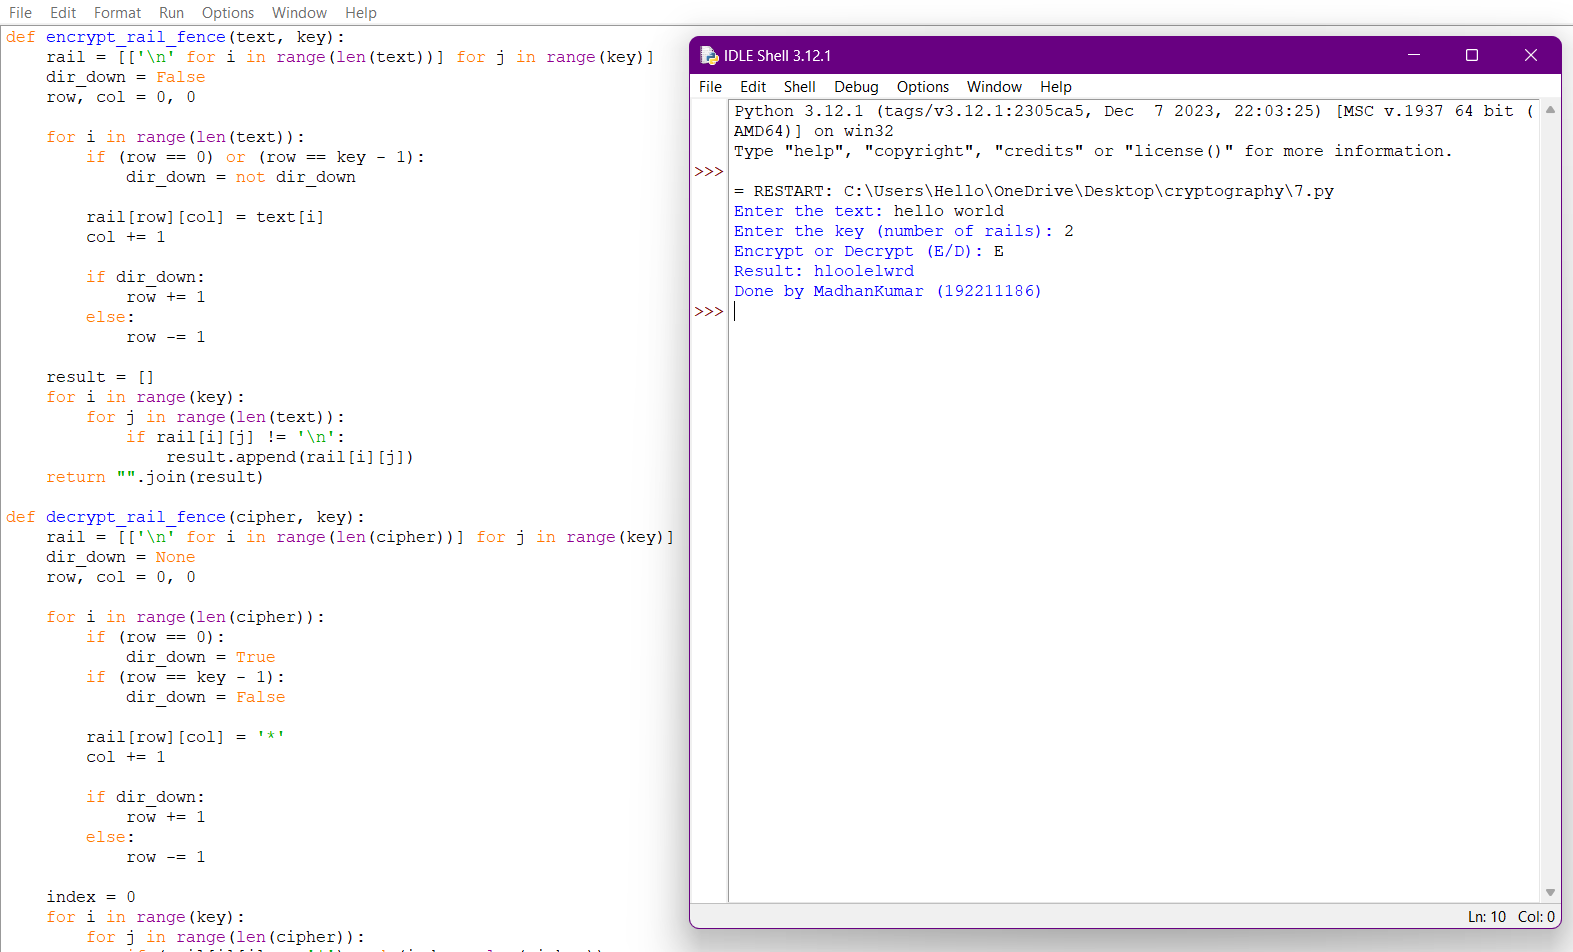 File Edit Format Run Options Window Help
def encrypt_rail_fence(text, key):
    rail = [['\n' for i in range(len(text))] for j in range(key)]
    dir_down = False
    row, col = 0, 0

    for i in range(len(text)):
        if (row == 0) or (row == key - 1):
            dir_down = not dir_down

        rail[row][col] = text[i]
        col += 1

        if dir_down:
            row += 1
        else:
            row -= 1

    result = []
    for i in range(key):
        for j in range(len(text)):
            if rail[i][j] != '\n':
                result.append(rail[i][j])
    return "".join(result)

def decrypt_rail_fence(cipher, key):
    rail = [['\n' for i in range(len(cipher))] for j in range(key)]
    dir_down = None
    row, col = 0, 0

    for i in range(len(cipher)):
        if (row == 0):
            dir_down = True
        if (row == key - 1):
            dir_down = False

        rail[row][col] = '*'
        col += 1

        if dir_down:
            row += 1
        else:
            row -= 1

    index = 0
    for i in range(key):
        for j in range(len(cipher)):
IDLE Shell 3.12.1
File Edit Shell Debug Options Window Help
Python 3.12.1 (tags/v3.12.1:2305ca5, Dec  7 2023, 22:03:25) [MSC v.1937 64 bit (
AMD64)] on win32
Type "help", "copyright", "credits" or "license()" for more information.
>>>
= RESTART: C:\Users\Hello\OneDrive\Desktop\cryptography\7.py
Enter the text: hello world
Enter the key (number of rails): 2
Encrypt or Decrypt (E/D): E
Result: hloolelwrd
Done by MadhanKumar (192211186)
>>>
Ln: 10 Col: 0